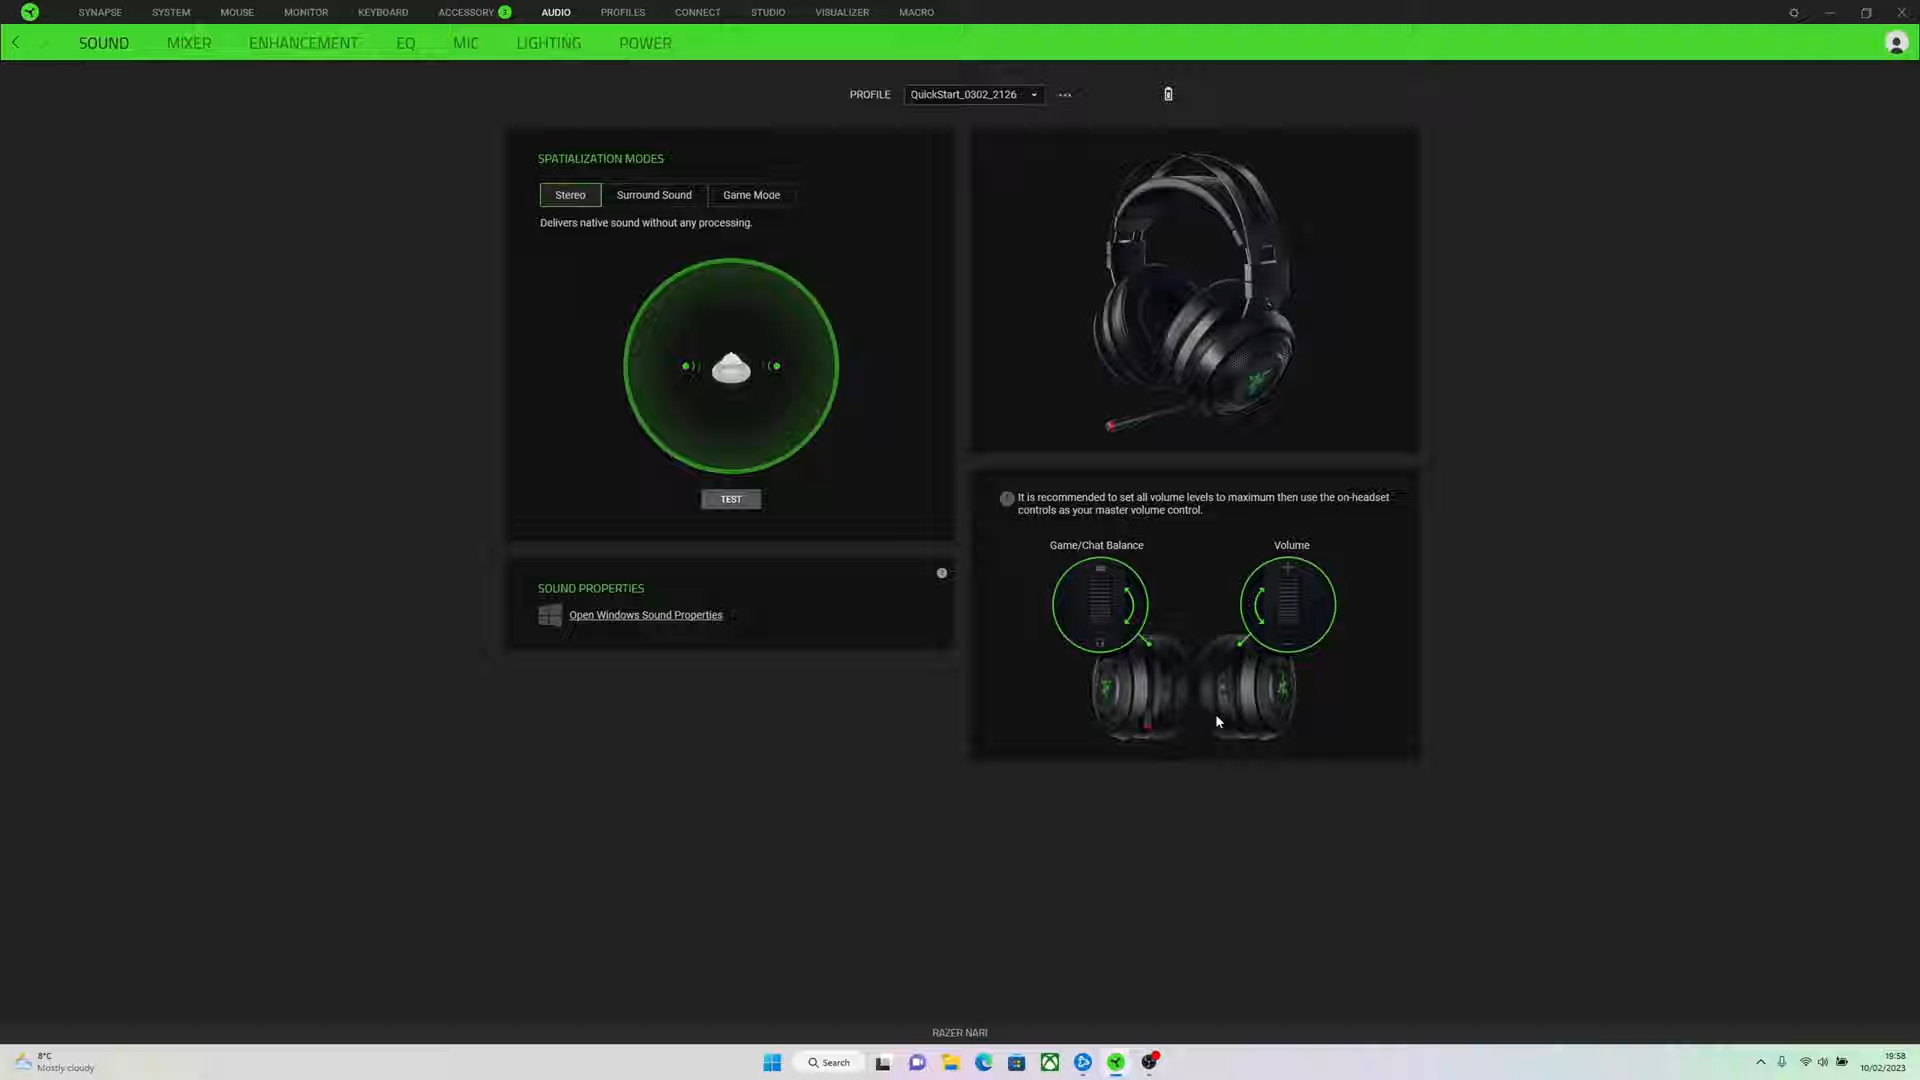 SYNAPSE SYSTEM MOUSE MONITOR KEYBOARD ACCESSORY 3 AUDIO PROFILES CONNECT STUDIO VISUALIZER MACRO
SOUND MIXER ENHANCEMENT EQ MIC LIGHTING POWER
PROFILE QuickStart_0302_2126
SPATIALIZATION MODES
Stereo Surround Sound Game Mode
Delivers native sound without any processing.
TEST
SOUND PROPERTIES
Open Windows Sound Properties
It is recommended to set all volume levels to maximum then use the on-headset
controls as your master volume control.
Game/Chat Balance Volume
RAZER NARI
8°C
Mostly cloudy
Search
19:58
10/02/2023